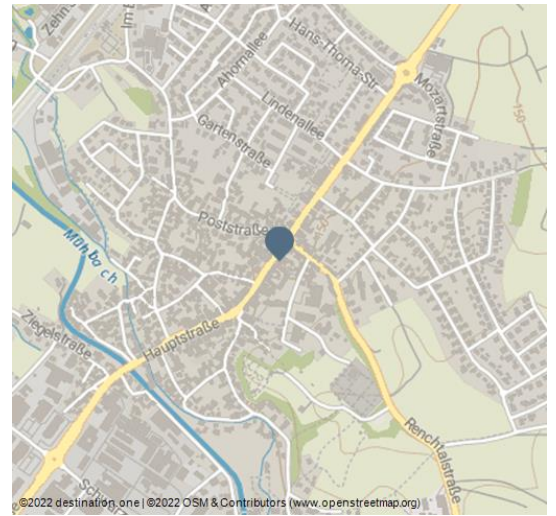 Hans-Thoma-Str
Ahornallee
Lindenallee
Mozartstraße
150
Gartenstraße
Poststraße
150
Mühlbach
Ziegelstraße
Hauptstraße
Renchtalstraße
©2022 destination.one | ©2022 OSM & Contributors (www.openstreetmap.org)